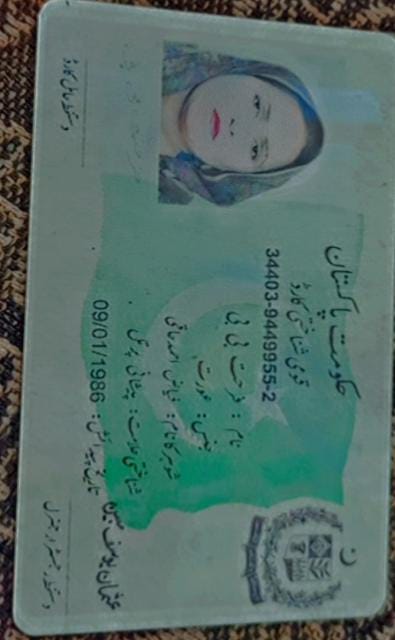 حکومت پاکستان
قومی شناختی کارڈ
34403-9449955-2
نام : فرحت بی بی
جنس : عورت
شوہر کا نام : فیاض احمد حاقی
شناختی علامت : پیشانی پر تل
تاریخ پیدائش : 09/01/1986
عثمان یوسف مبین
دستخط حامل کارڈ
دستخط رجسٹرار جنرل